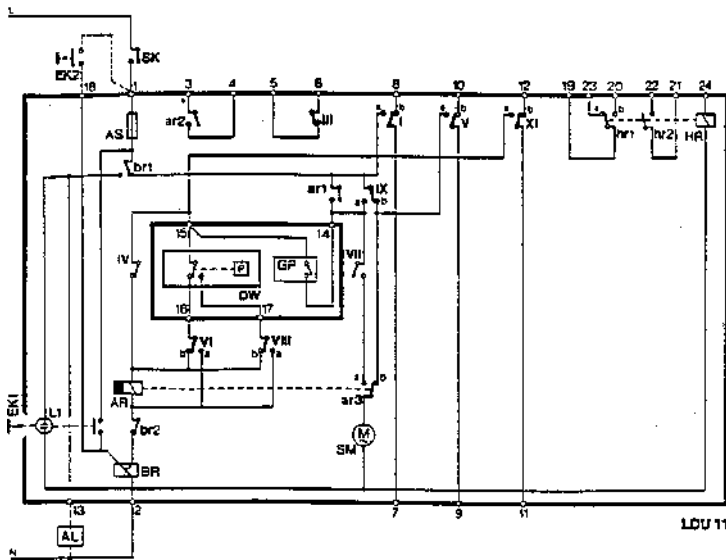 L
EK2
SK
18 1 3 4 5 6 8 10 12 19 23 20 22 21 24
AS
ar2
III
a b I
a b V
a b XI
a b hr1
hr2
HR
br1
ar1
IX
a b
15 14
IV
P
GP
VII
DW
16 17
VI
b a
VIII
b a
AR
a b
ar3
EK1
L1
br2
M
SM
BR
13 2 7 9 11
LDU 11
AL
N